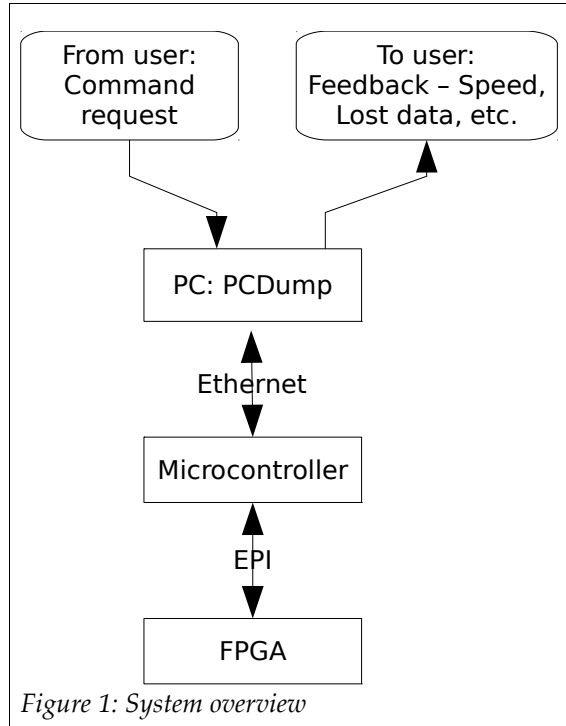 From user:
Command
request
To user:
Feedback – Speed,
Lost data, etc.
PC: PCDump
Ethernet
Microcontroller
EPI
FPGA
Figure 1: System overview